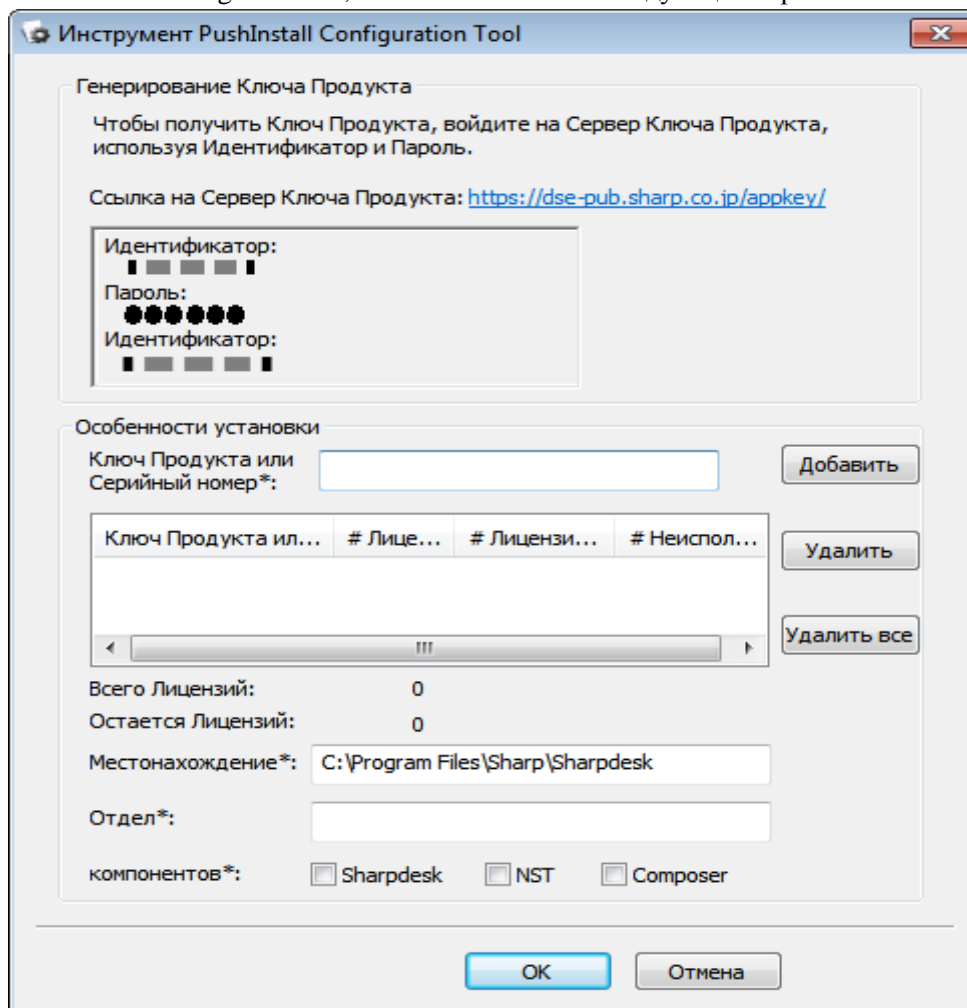 Инструмент PushInstall Configuration Tool
Генерирование Ключа Продукта
Чтобы получить Ключ Продукта, войдите на Сервер Ключа Продукта,
используя Идентификатор и Пароль.
Ссылка на Сервер Ключа Продукта: https://dse-pub.sharp.co.jp/appkey/
Идентификатор:
Пароль:
Идентификатор:
Особенности установки
Ключ Продукта или
Серийный номер*:
Добавить
Ключ Продукта ил... # Лице... # Лицензи... # Неиспол...
Удалить
Удалить все
Всего Лицензий: 0
Остается Лицензий: 0
Местонахождение*: C:\Program Files\Sharp\Sharpdesk
Отдел*:
компонентов*: Sharpdesk NST Composer
OK Отмена